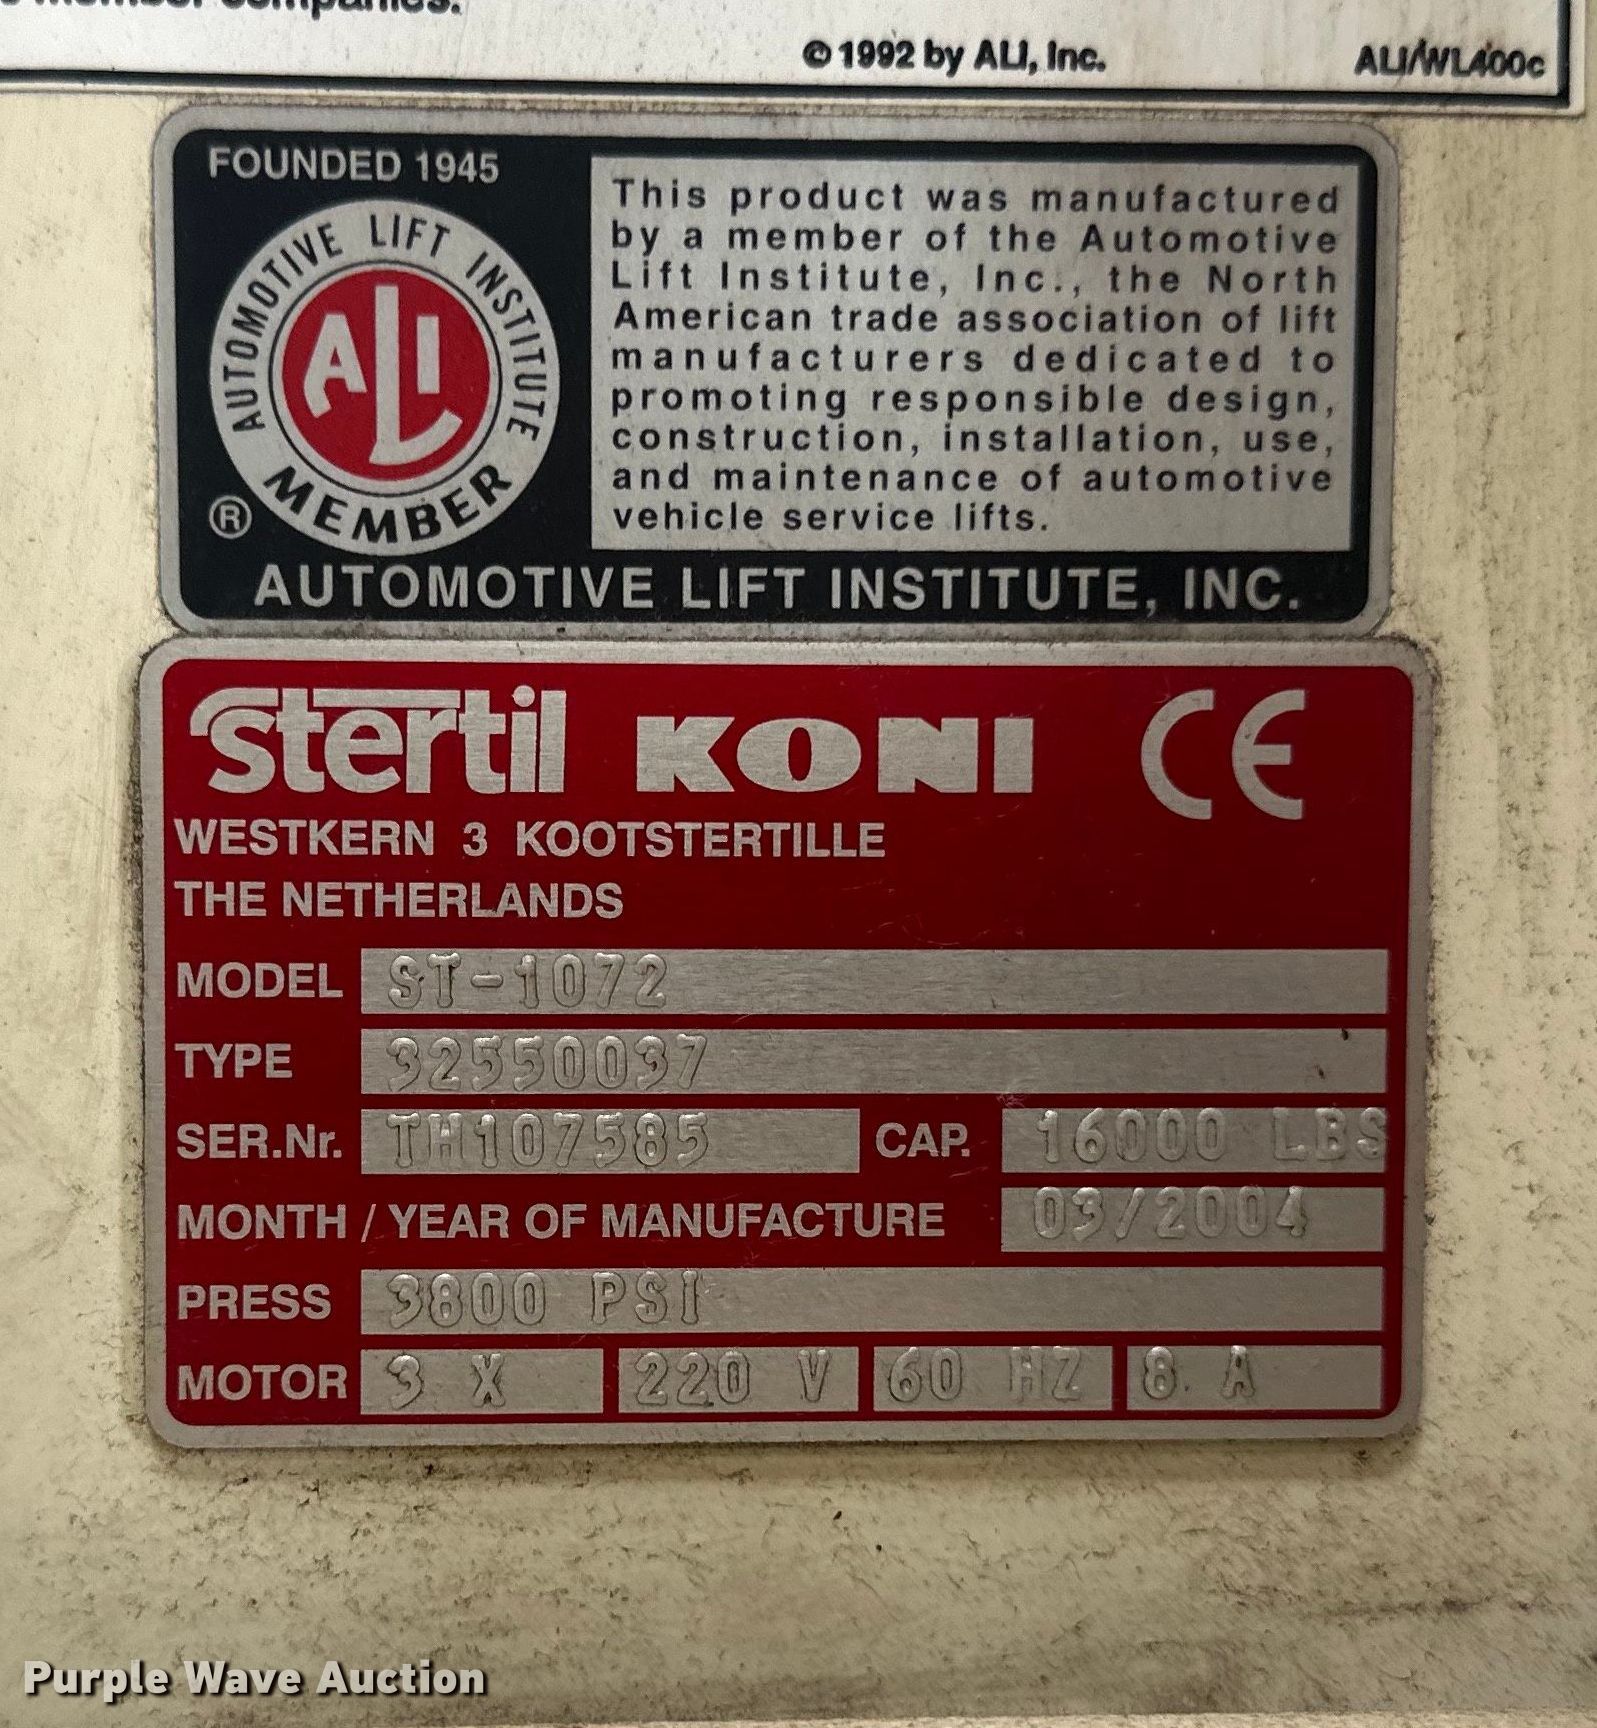 member companies.
© 1992 by ALI, Inc. ALI/WL400c
FOUNDED 1945
AUTOMOTIVE LIFT INSTITUTE
ALI
MEMBER
®
This product was manufactured
by a member of the Automotive
Lift Institute, Inc., the North
American trade association of lift
manufacturers dedicated to
promoting responsible design,
construction, installation, use,
and maintenance of automotive
vehicle service lifts.
AUTOMOTIVE LIFT INSTITUTE, INC.
stertil KONI CE
WESTKERN 3 KOOTSTERTILLE
THE NETHERLANDS
MODEL ST-1072
TYPE 32550037
SER.Nr. TH107585 CAP. 16000 LBS
MONTH / YEAR OF MANUFACTURE 03/2004
PRESS 3800 PSI
MOTOR 3 X 220 V 60 HZ 8 A
Purple Wave Auction